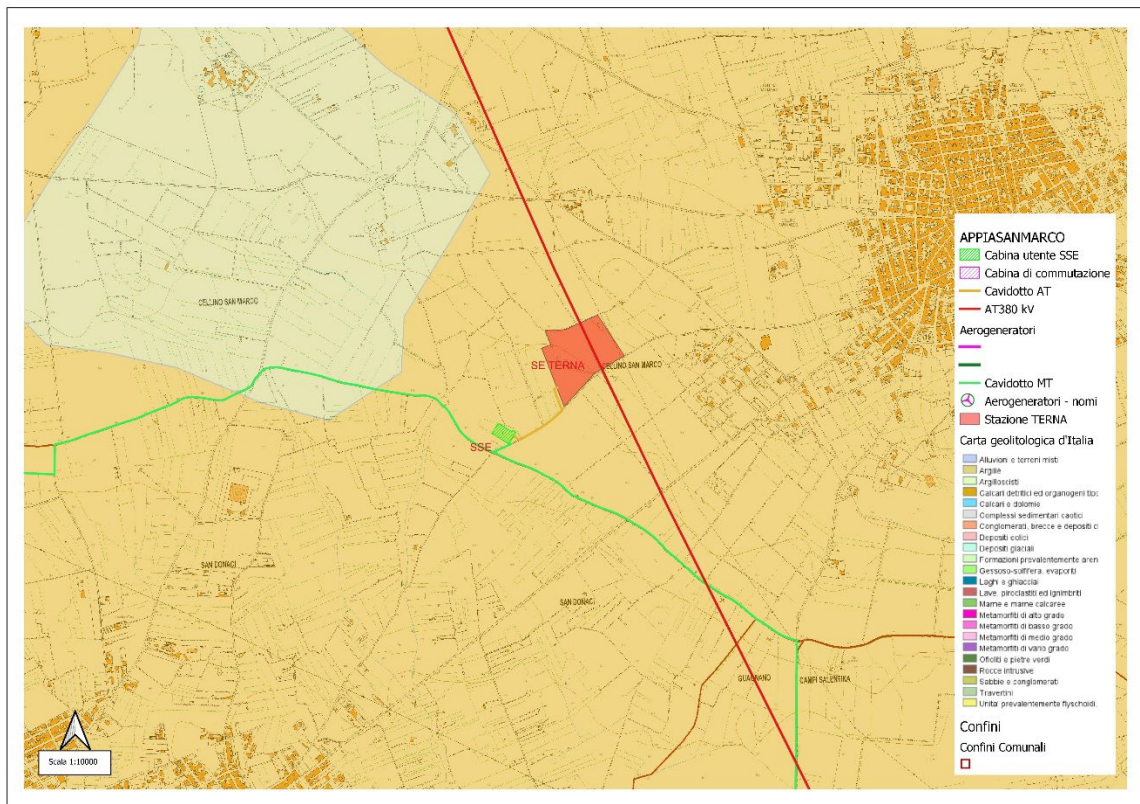 CELLINO SAN MARCO
SE TERNA
CELLINO SAN MARCO
SSE
SAN DONACI
SAN DONACI
GUAGNANO
CAMPI SALENTINA
Scala 1:10000
APPIASANMARCO
Cabina utente SSE
Cabina di commutazione
Cavidotto AT
AT380 kV
Aerogeneratori
Cavidotto MT
Aerogeneratori - nomi
Stazione TERNA
Carta geolitologica d'Italia
Alluvioni e terreni misti
Argille
Argilloscisti
Calcari detritici ed organogeni tipo
Calcari e dolomie
Complessi sedimentari caotici
Conglomerati, brecce e depositi c
Depositi eolici
Depositi glaciali
Formazioni prevalentemente aren
Gessoso-solfifera, evaporiti
Laghi e ghiacciai
Lave, piroclastiti ed ignimbriti
Marne e marne calcaree
Metamorfiti di alto grado
Metamorfiti di basso grado
Metamorfiti di medio grado
Metamorfiti di vario grado
Ofioliti e pietre verdi
Rocce intrusive
Sabbie e conglomerati
Travertini
Unita' prevalentemente flyschoidi,
Confini
Confini Comunali